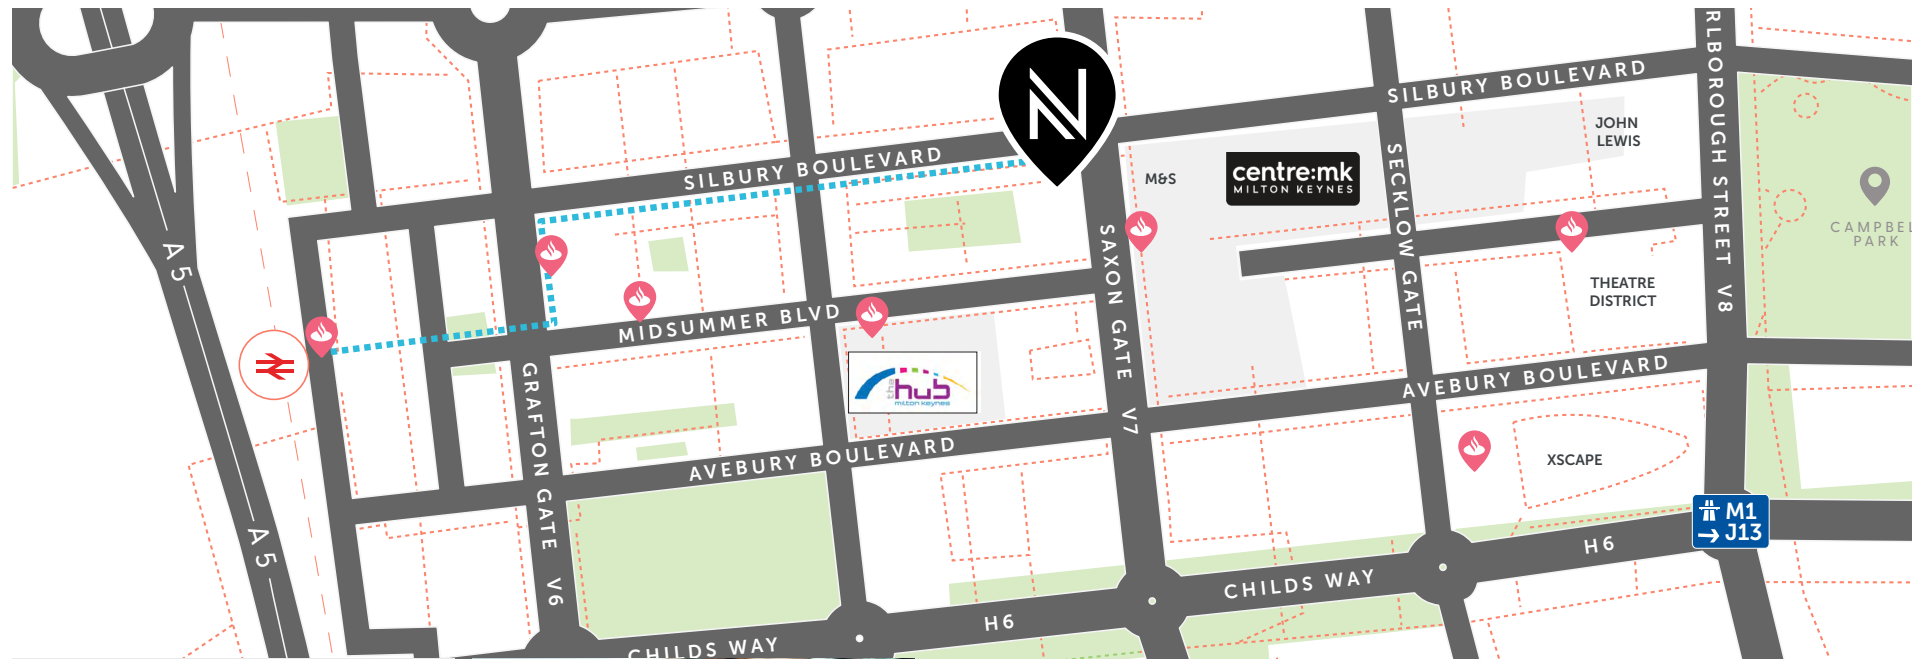 SILBURY BOULEVARD
RLBOROUGH STREET V8
JOHN
LEWIS
centre:mk
MILTON KEYNES
M&S
SILBURY BOULEVARD
SECKLOW GATE
CAMPBEL
PARK
A5
SAXON GATE V7
THEATRE
DISTRICT
MIDSUMMER BLVD
the hub
milton keynes
GRAFTON GATE V6
AVEBURY BOULEVARD
AVEBURY BOULEVARD
XSCAPE
M1
J13
A5
H6
CHILDS WAY
H6
CHILDS WAY
N